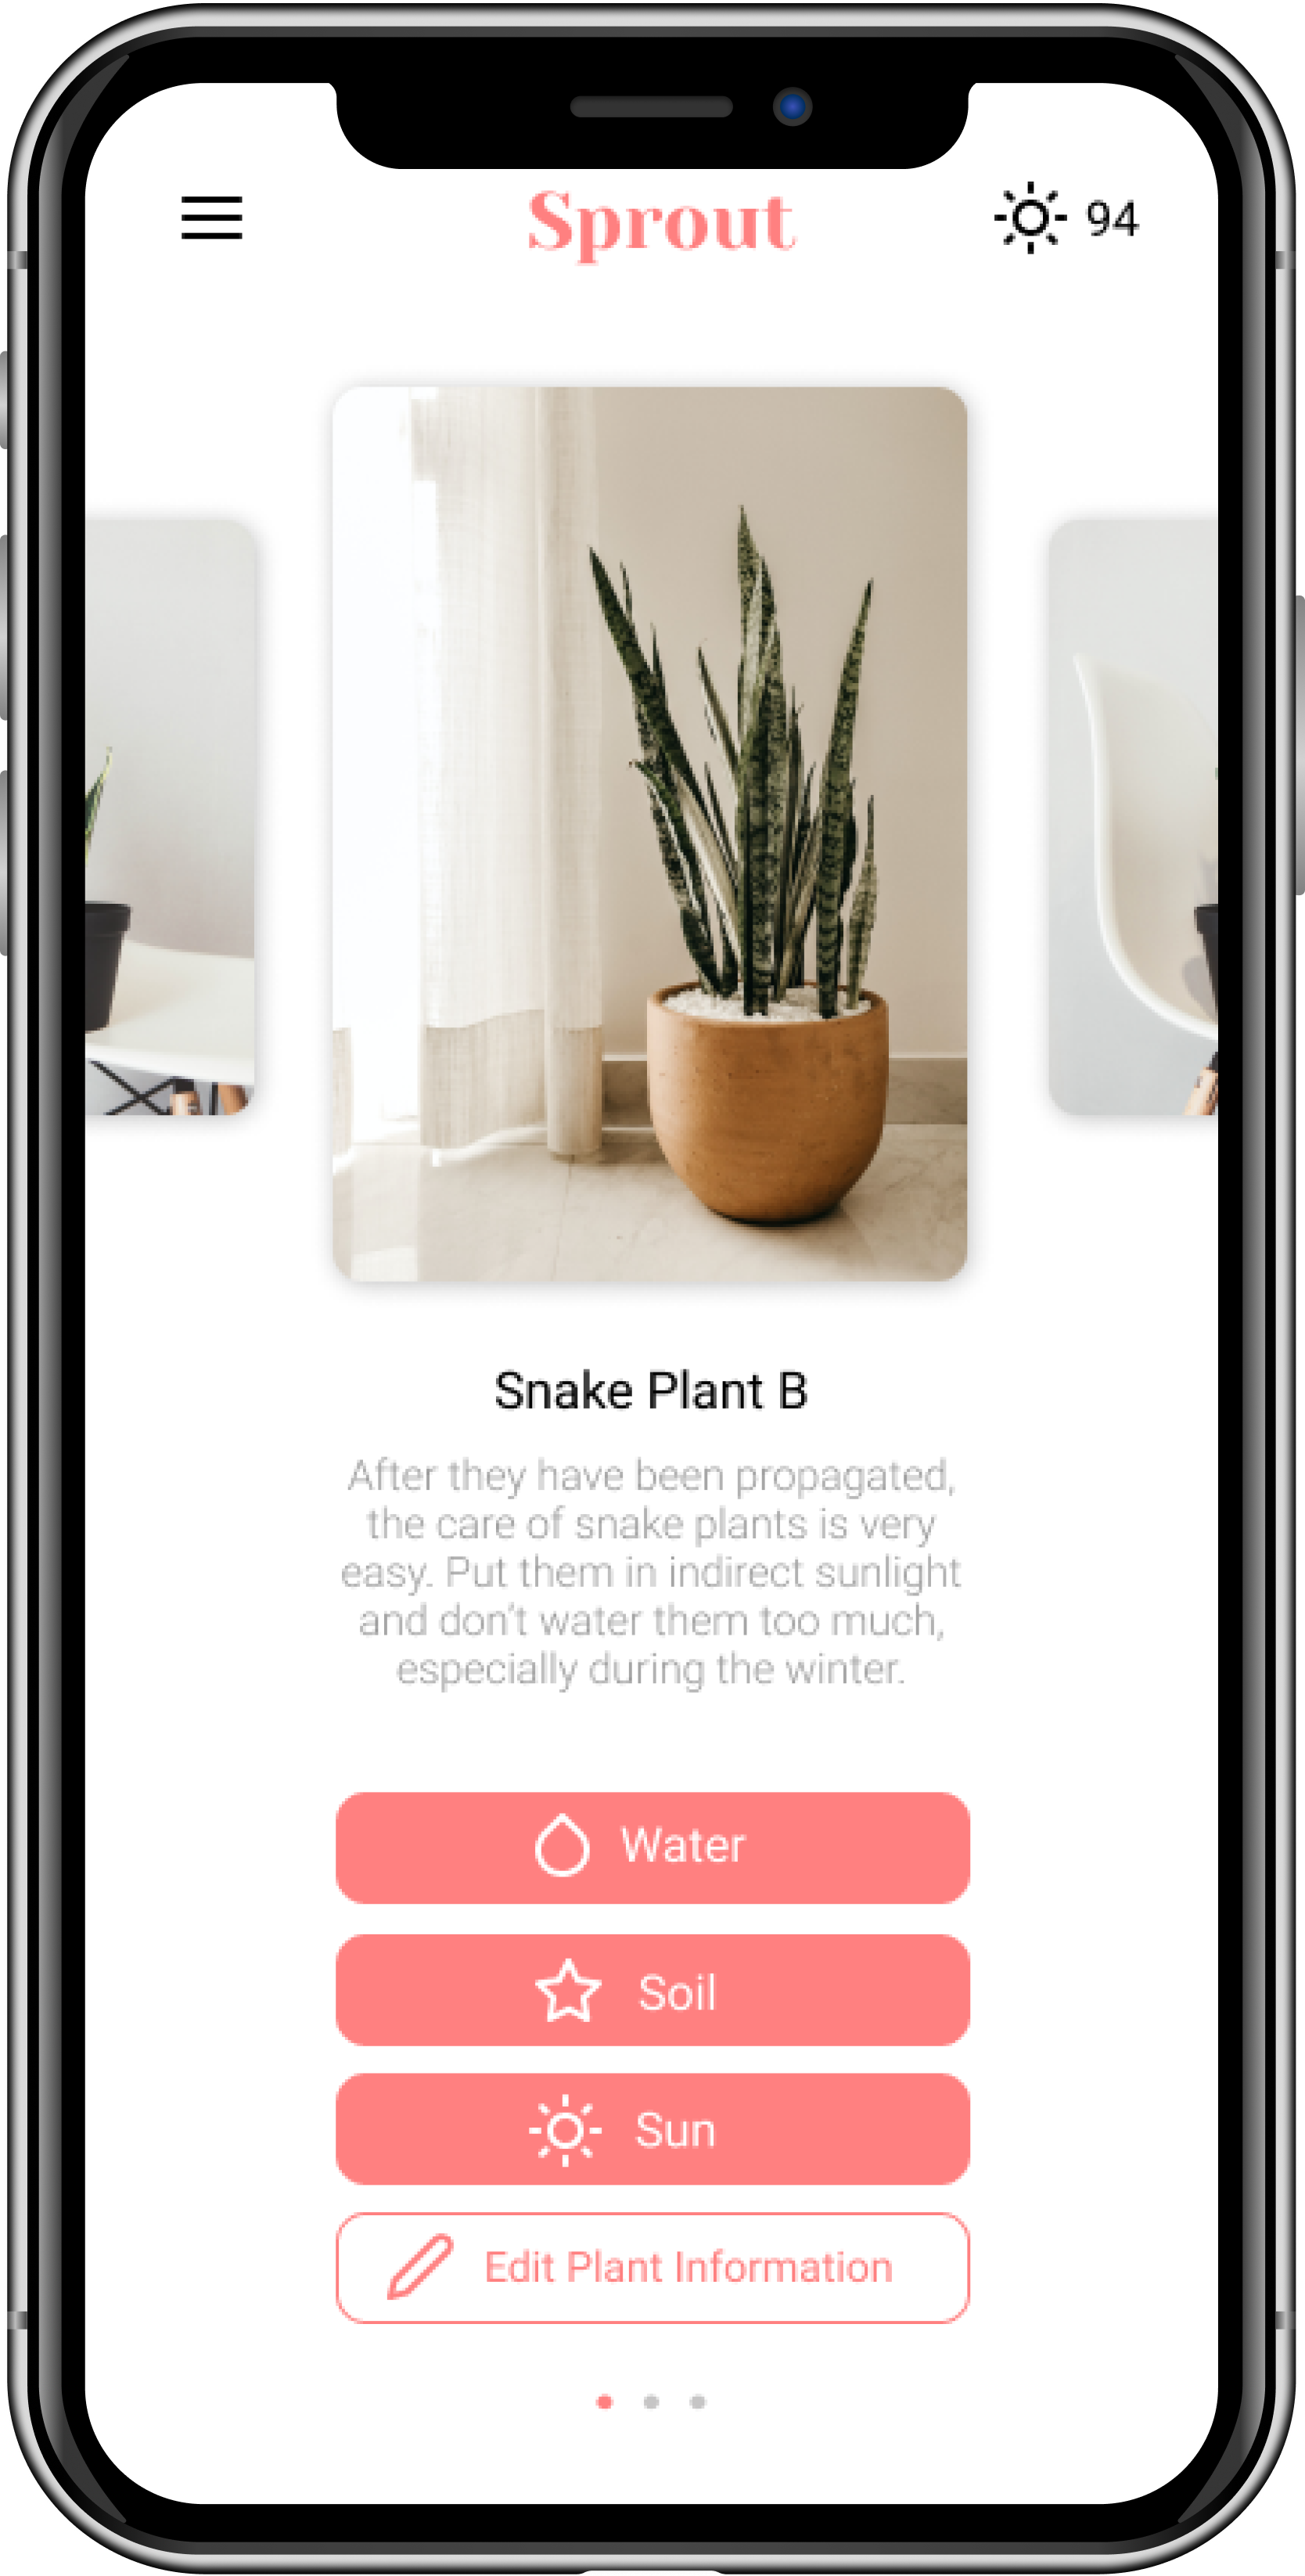 Sprout
94
Snake Plant B
After they have been propagated,
the care of snake plants is very
easy. Put them in indirect sunlight
and don’t water them too much,
especially during the winter.
Water
Soil
Sun
Edit Plant Information